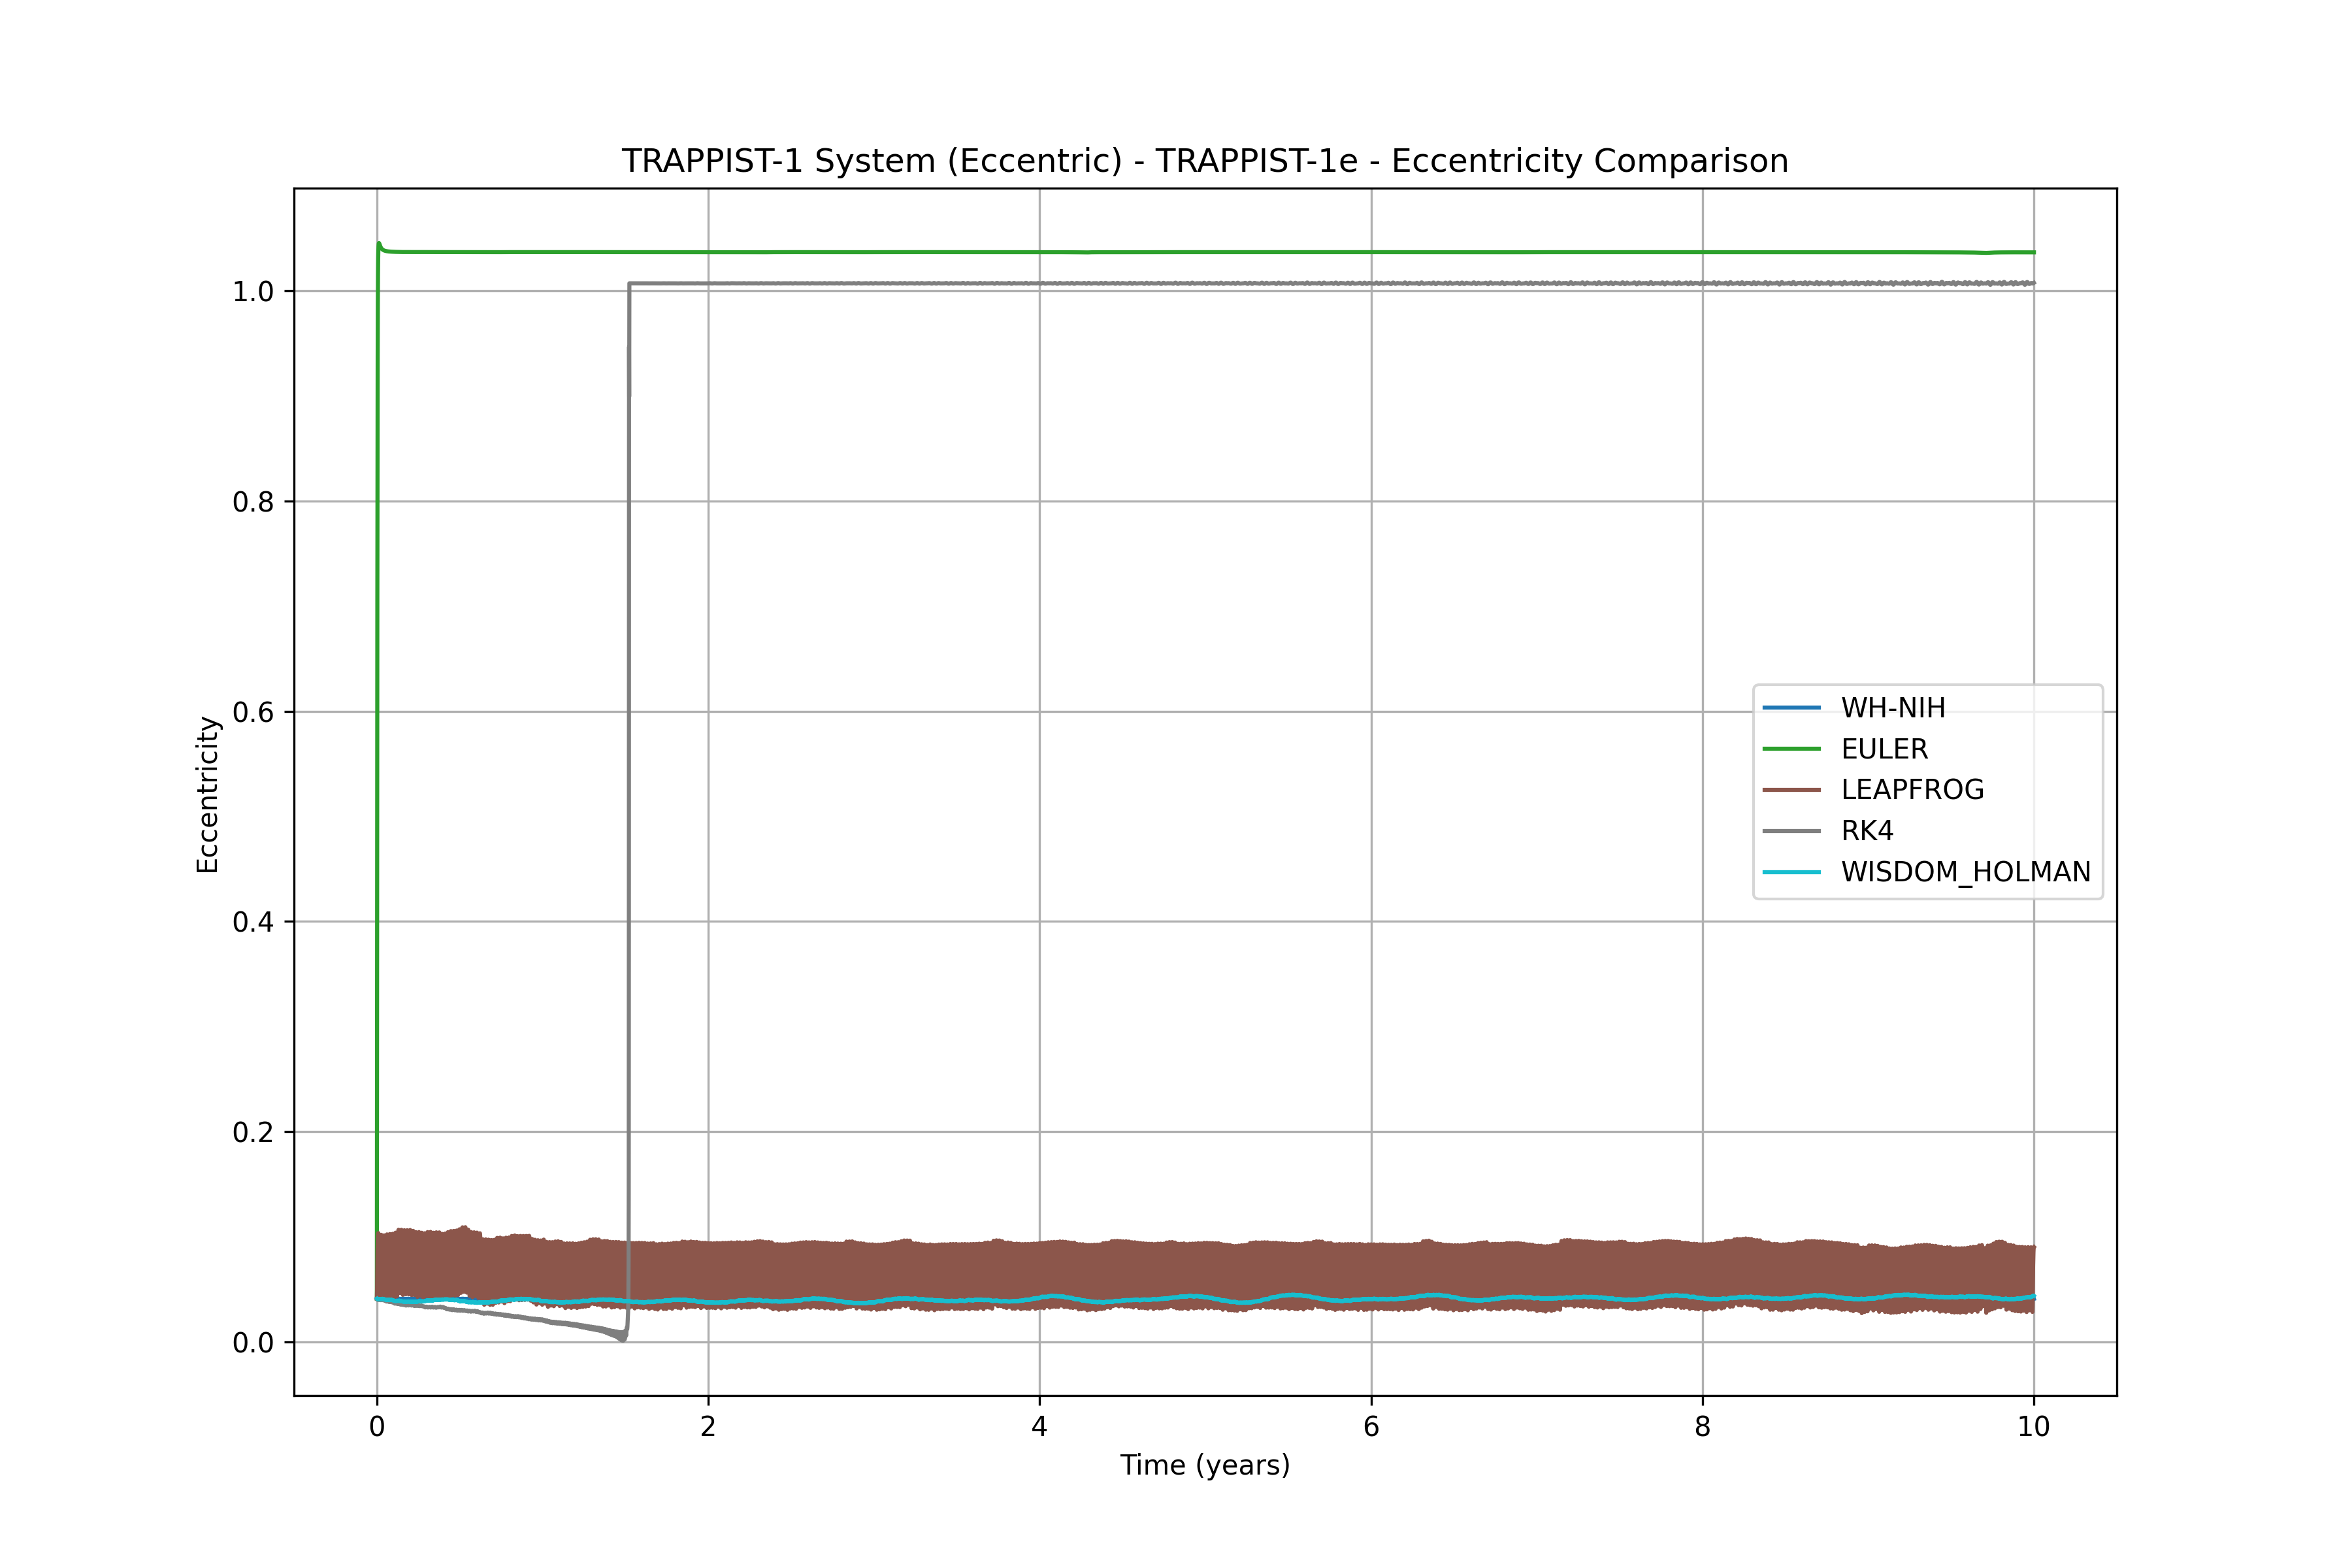 TRAPPIST-1 System (Eccentric) - TRAPPIST-1e - Eccentricity Comparison
Eccentricity
1.0
0.8
0.6
0.4
0.2
0.0
WH-NIH
EULER
LEAPFROG
RK4
WISDOM_HOLMAN
0 2 4 6 8 10
Time (years)